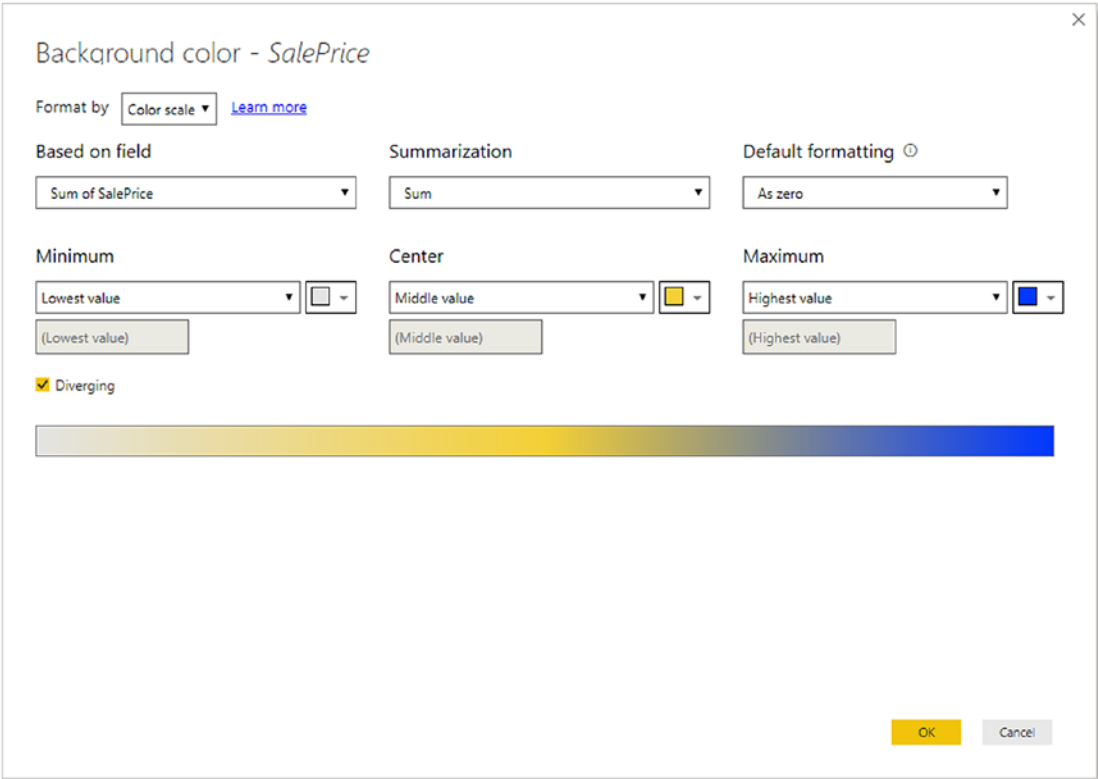 Background color - SalePrice
Format by Color scale Learn more
Based on field Summarization Default formatting
Sum of SalePrice Sum As zero
Minimum Center Maximum
Lowest value Middle value Highest value
(Lowest value) (Middle value) (Highest value)
Diverging
OK Cancel